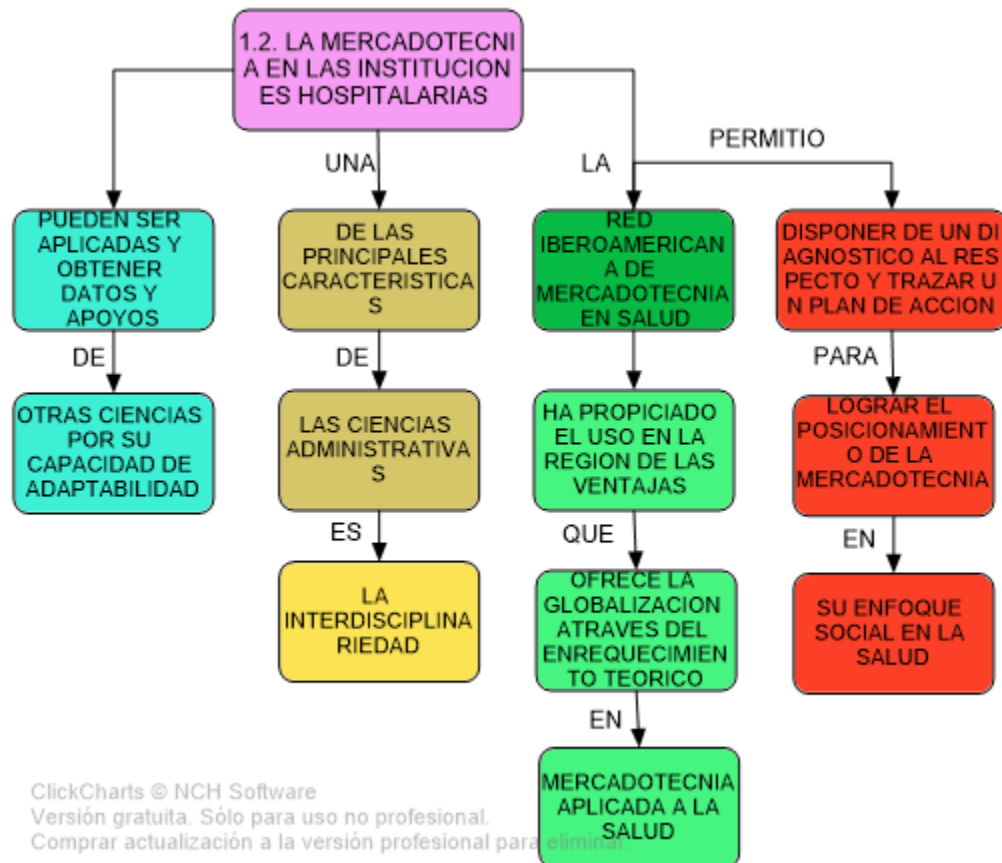 1.2. LA MERCADOTECNI
A EN LAS INSTITUCION
ES HOSPITALARIAS
PUEDEN SER
APLICADAS Y
OBTENER
DATOS Y
APOYOS
DE
OTRAS CIENCIAS
POR SU
CAPACIDAD DE
ADAPTABILIDAD
UNA
DE LAS
PRINCIPALES
CARACTERISTICA
S
DE
LAS CIENCIAS
ADMINISTRATIVA
S
ES
LA
INTERDISCIPLINA
RIEDAD
LA
RED
IBEROAMERICAN
A DE
MERCADOTECNIA
EN SALUD
HA PROPICIADO
EL USO EN LA
REGION DE LAS
VENTAJAS
QUE
OFRECE LA
GLOBALIZACION
ATRAVES DEL
ENREQUECIMIE
NTO TEORICO
EN
MERCADOTECNIA
APLICADA A LA
SALUD
PERMITIO
DISPONER DE UN DI
AGNOSTICO AL RES
PECTO Y TRAZAR U
N PLAN DE ACCION
PARA
LOGRAR EL
POSICIONAMIENT
O DE LA
MERCADOTECNIA
EN
SU ENFOQUE
SOCIAL EN LA
SALUD
ClickCharts © NCH Software
Versión gratuita. Sólo para uso no profesional.
Comprar actualización a la versión profesional para eliminar.